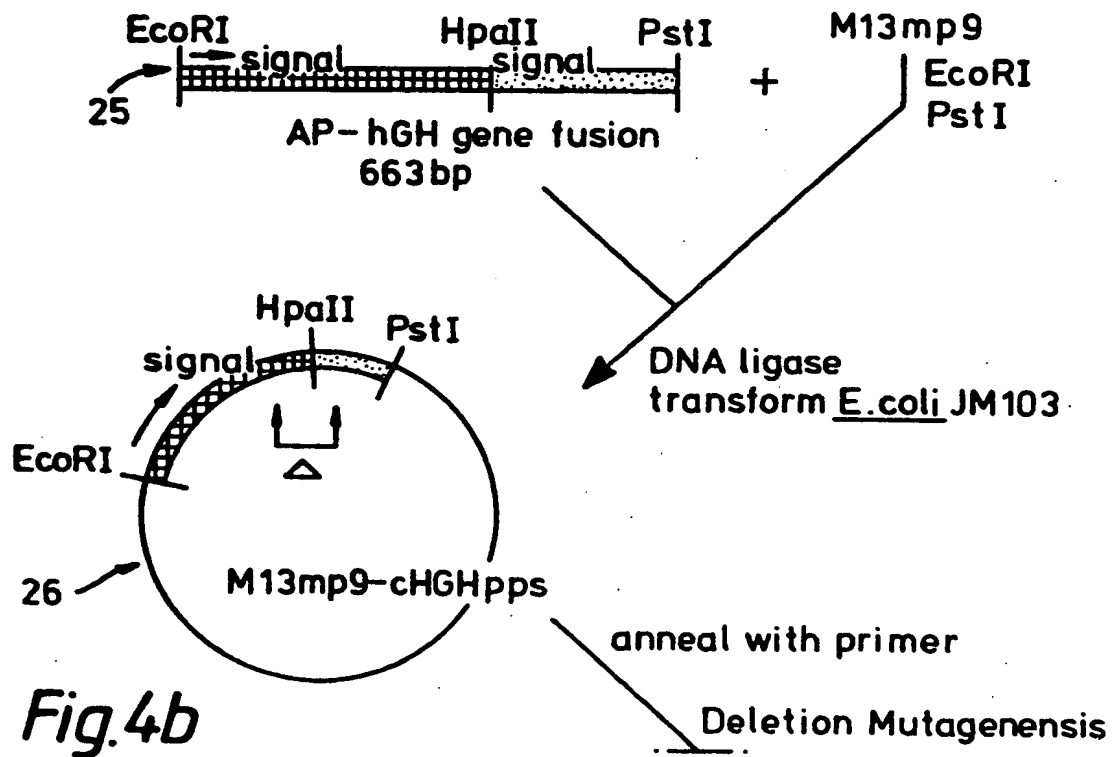 EcoRI
HpaII
PstI
M13mp9
signal
signal
EcoRI
PstI
25
+
AP-hGH gene fusion
663bp
HpaII
PstI
signal
DNA ligase
transform E.coli JM103
EcoRI
△
26
M13mp9-cHGHpps
anneal with primer
Fig.4b
Deletion Mutagenensis